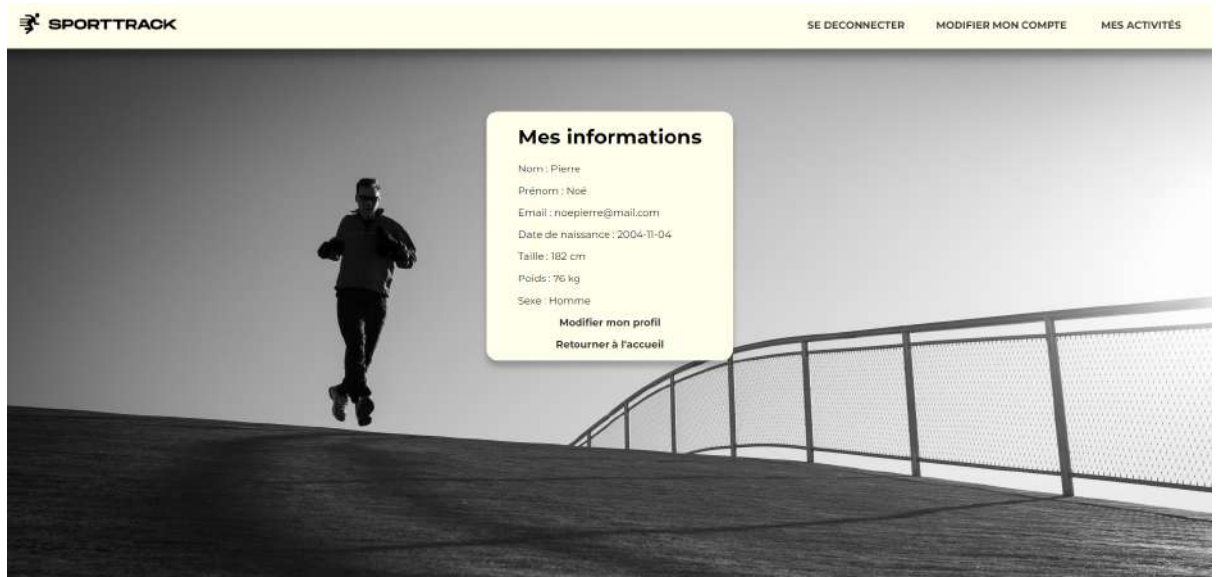 SPORTTRACK
SE DECONNECTER MODIFIER MON COMPTE MES ACTIVITÉS
Mes informations
Nom : Pierre
Prénom : Noé
Email : noepierre@mail.com
Date de naissance : 2004-11-04
Taille : 182 cm
Poids : 76 kg
Sexe : Homme
Modifier mon profil
Retourner à l'accueil